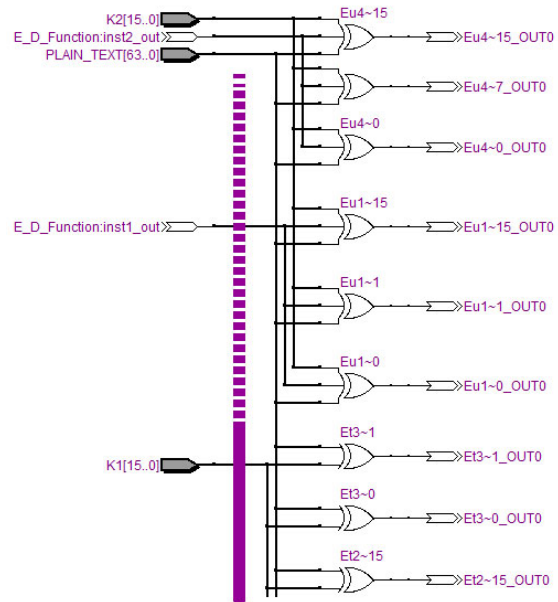 K2[15..0]
Eu4~15
E_D_Function:inst2_out
Eu4~15_OUT0
PLAIN_TEXT[63..0]
Eu4~7
Eu4~7_OUT0
Eu4~0
Eu4~0_OUT0
Eu1~15
E_D_Function:inst1_out
Eu1~15_OUT0
Eu1~1
Eu1~1_OUT0
Eu1~0
Eu1~0_OUT0
Et3~1
K1[15..0]
Et3~1_OUT0
Et3~0
Et3~0_OUT0
Et2~15
Et2~15_OUT0